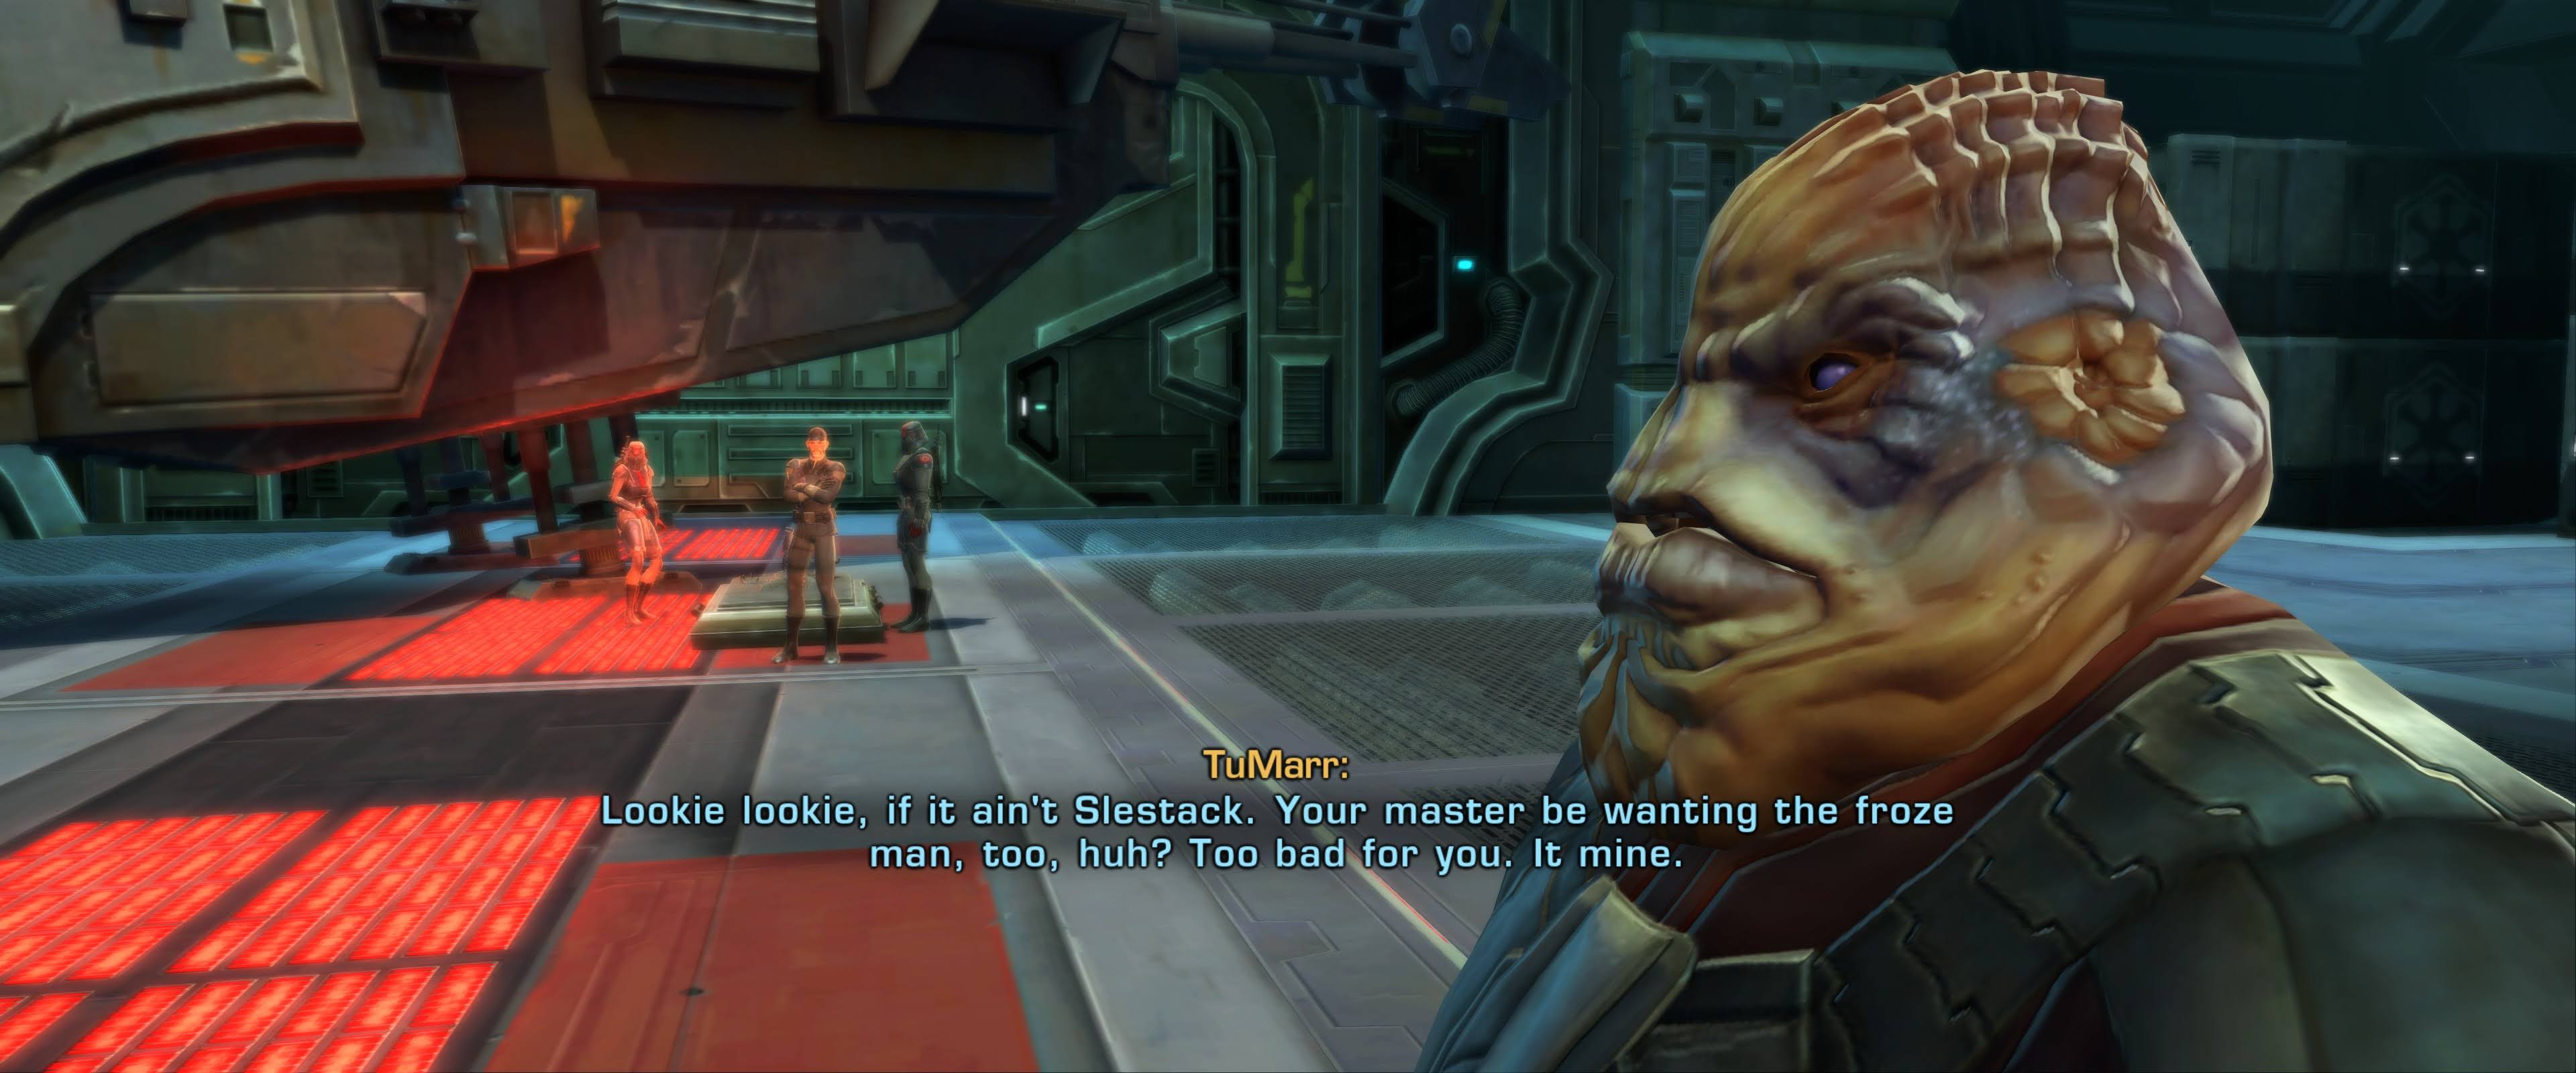 TuMarr:
Lookie lookie, if it ain't Slestack. Your master be wanting the froze
man, too, huh? Too bad for you. It mine.